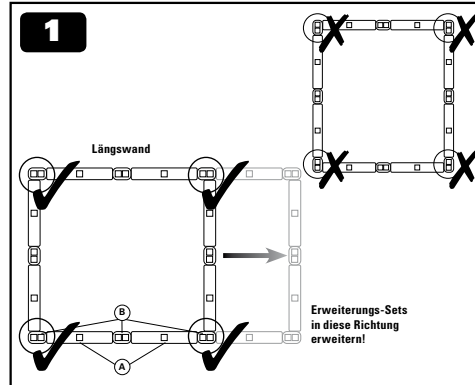 1
Längswand
B
A
Erweiterungs-Sets
in diese Richtung
erweitern!